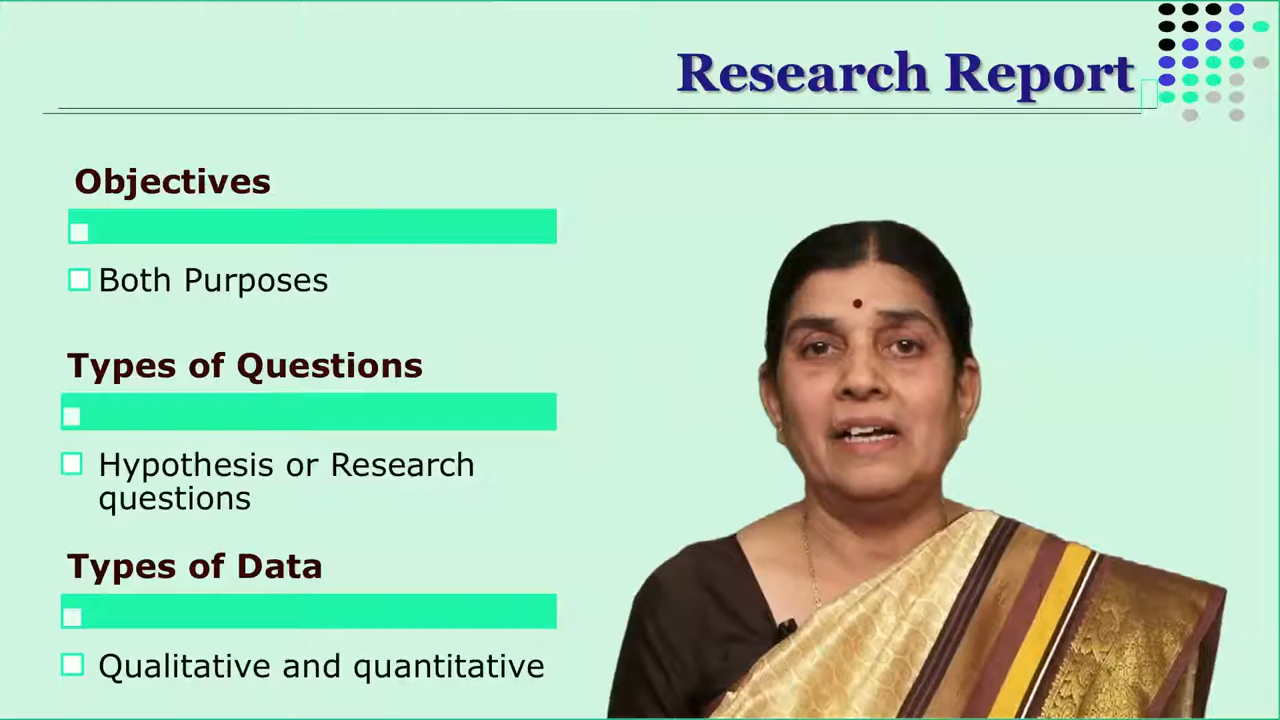 Research Report
Objectives
Both Purposes
Types of Questions
Hypothesis or Research
questions
Types of Data
Qualitative and quantitative